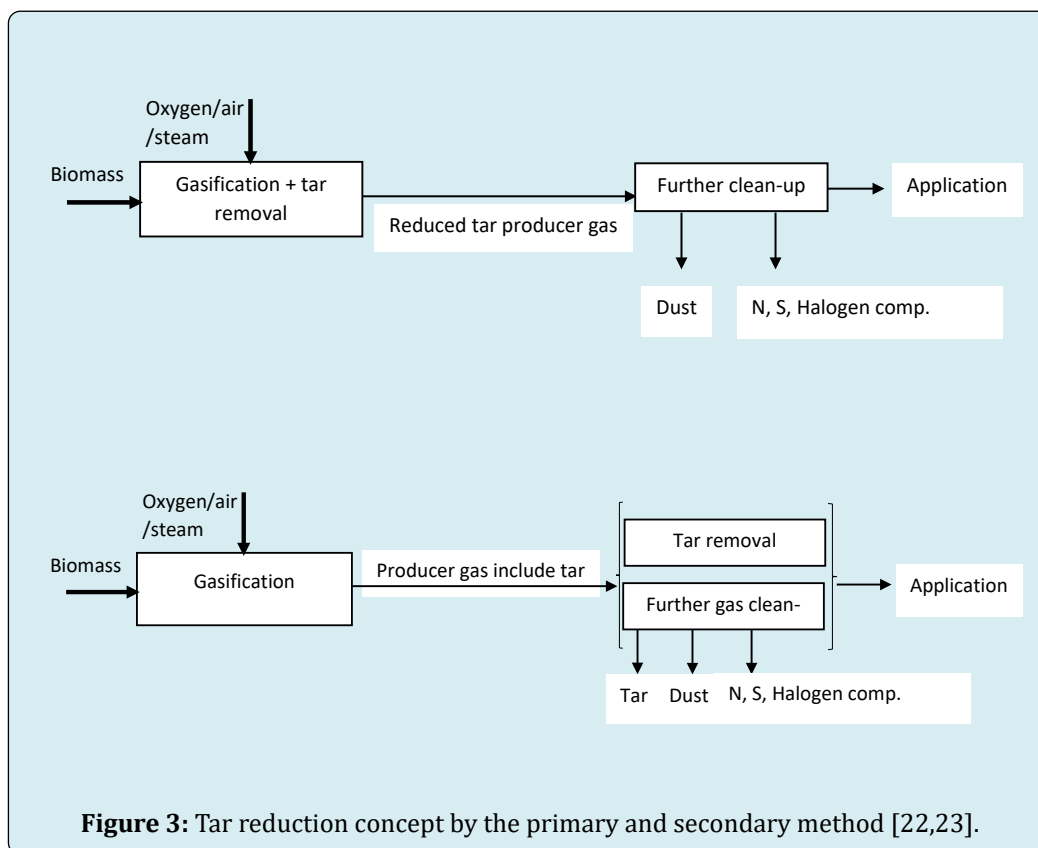 Oxygen/air
/steam
Biomass
Gasification + tar
removal
Reduced tar producer gas
Further clean-up
Application
Dust
N, S, Halogen comp.
Oxygen/air
/steam
Biomass
Gasification
Producer gas include tar
Tar removal
Further gas clean-
Application
Tar
Dust
N, S, Halogen comp.
Figure 3: Tar reduction concept by the primary and secondary method [22,23].